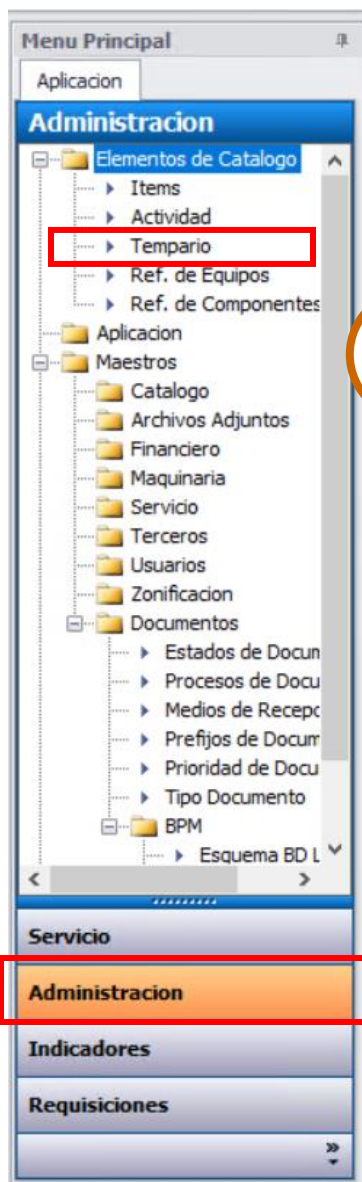 Menu Principal
Aplicacion
Administracion
Elementos de Catalogo
Items
Actividad
Tempario
Ref. de Equipos
Ref. de Componentes
Aplicacion
Maestros
Catalogo
Archivos Adjuntos
Financiero
Maquinaria
Servicio
Terceros
Usuarios
Zonificacion
Documentos
Estados de Docum
Procesos de Docu
Medios de Recepc
Prefijos de Docum
Prioridad de Docu
Tipo Documento
BPM
Esquema BD L
Servicio
Administracion
Indicadores
Requisiciones